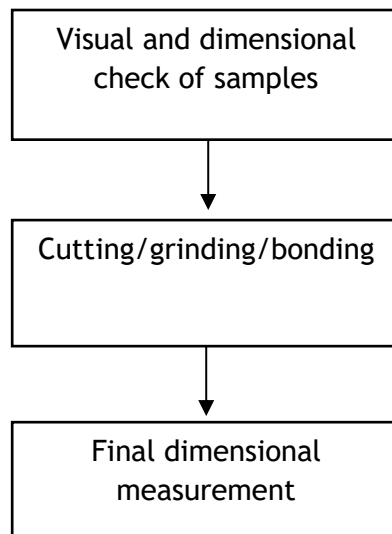 Visual and dimensional
check of samples
Cutting/grinding/bonding
Final dimensional
measurement